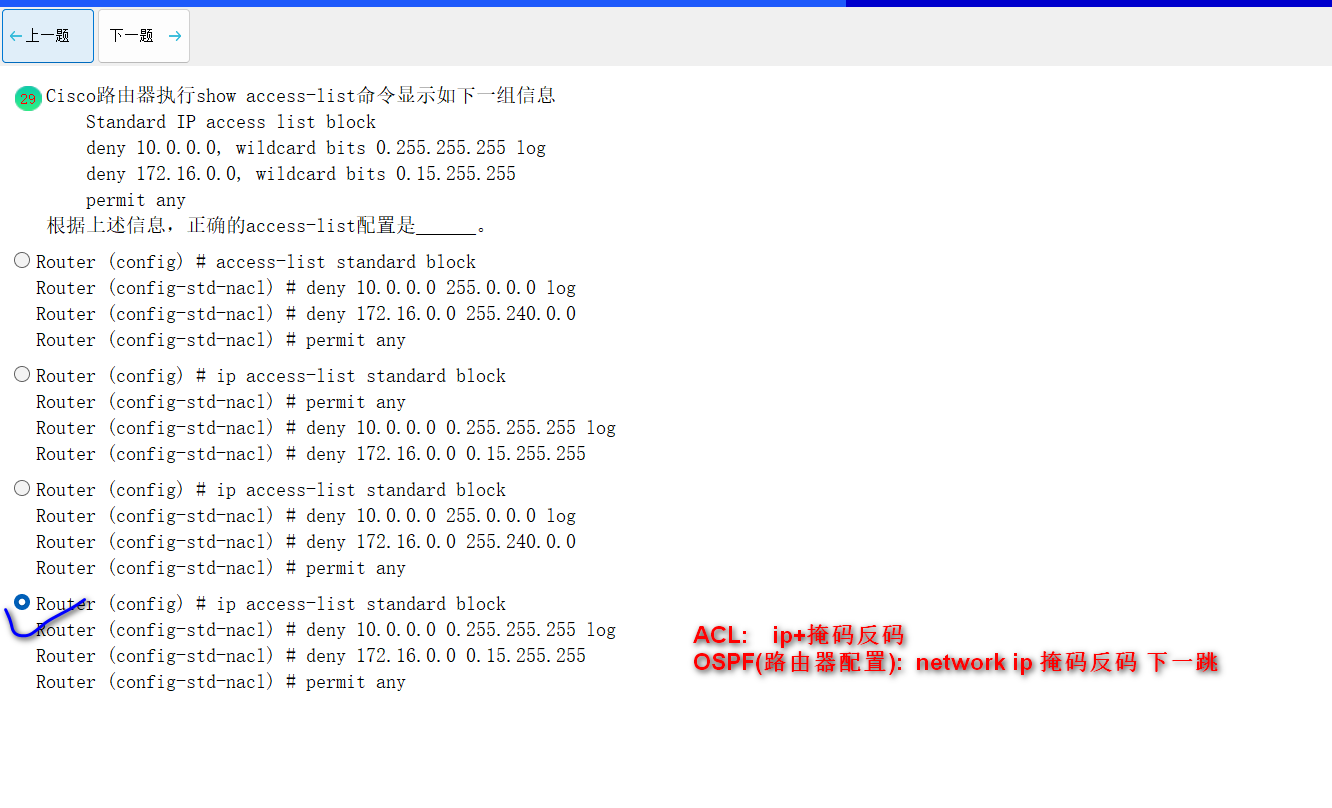 上一题
下一题
29 Cisco路由器执行show access-list命令显示如下一组信息
Standard IP access list block
deny 10.0.0.0, wildcard bits 0.255.255.255 log
deny 172.16.0.0, wildcard bits 0.15.255.255
permit any
根据上述信息，正确的access-list配置是______。
Router (config) # access-list standard block
Router (config-std-nacl) # deny 10.0.0.0 255.0.0.0 log
Router (config-std-nacl) # deny 172.16.0.0 255.240.0.0
Router (config-std-nacl) # permit any
Router (config) # ip access-list standard block
Router (config-std-nacl) # permit any
Router (config-std-nacl) # deny 10.0.0.0 0.255.255.255 log
Router (config-std-nacl) # deny 172.16.0.0 0.15.255.255
Router (config) # ip access-list standard block
Router (config-std-nacl) # deny 10.0.0.0 255.0.0.0 log
Router (config-std-nacl) # deny 172.16.0.0 255.240.0.0
Router (config-std-nacl) # permit any
Router (config) # ip access-list standard block
Router (config-std-nacl) # deny 10.0.0.0 0.255.255.255 log
Router (config-std-nacl) # deny 172.16.0.0 0.15.255.255
Router (config-std-nacl) # permit any
ACL: ip+掩码反码
OSPF(路由器配置): network ip 掩码反码 下一跳